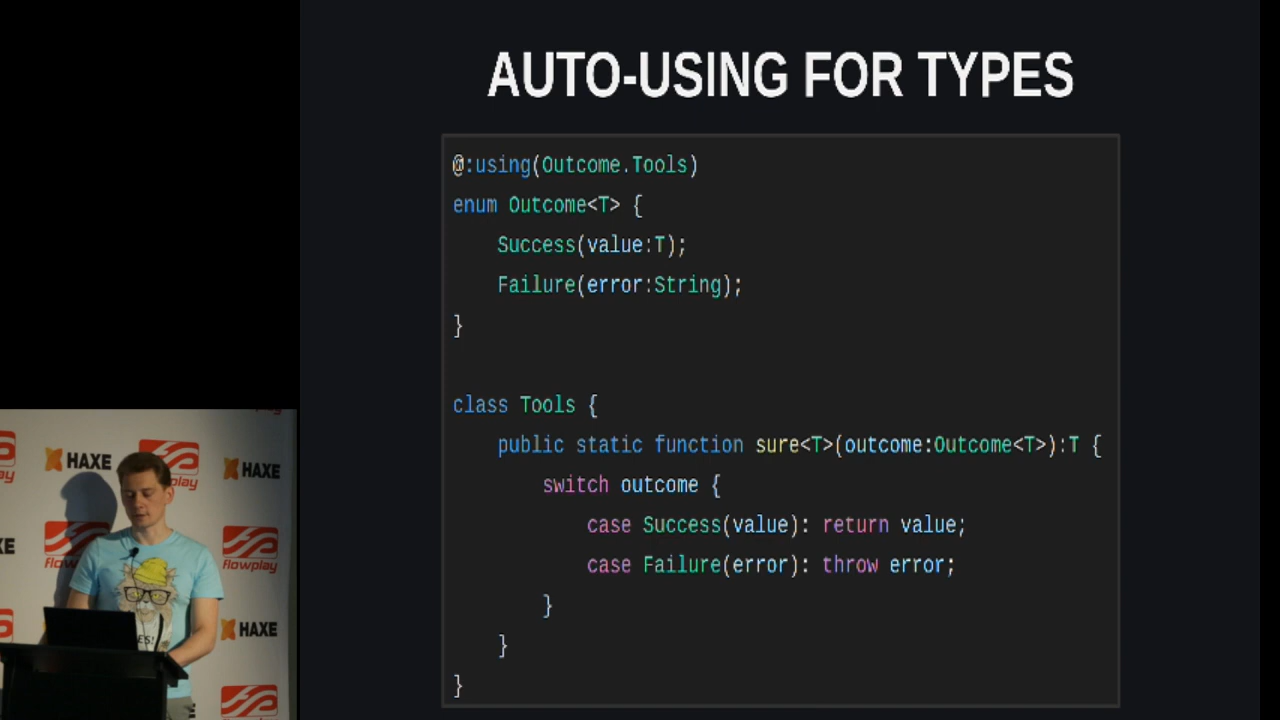 AUTO-USING FOR TYPES
@:using(Outcome.Tools)
enum Outcome<T> {
    Success(value:T);
    Failure(error:String);
}
class Tools {
    public static function sure<T>(outcome:Outcome<T>):T {
        switch outcome {
            case Success(value): return value;
            case Failure(error): throw error;
        }
    }
}
HAXE
HAXE
flowplay
HAXE
ES!